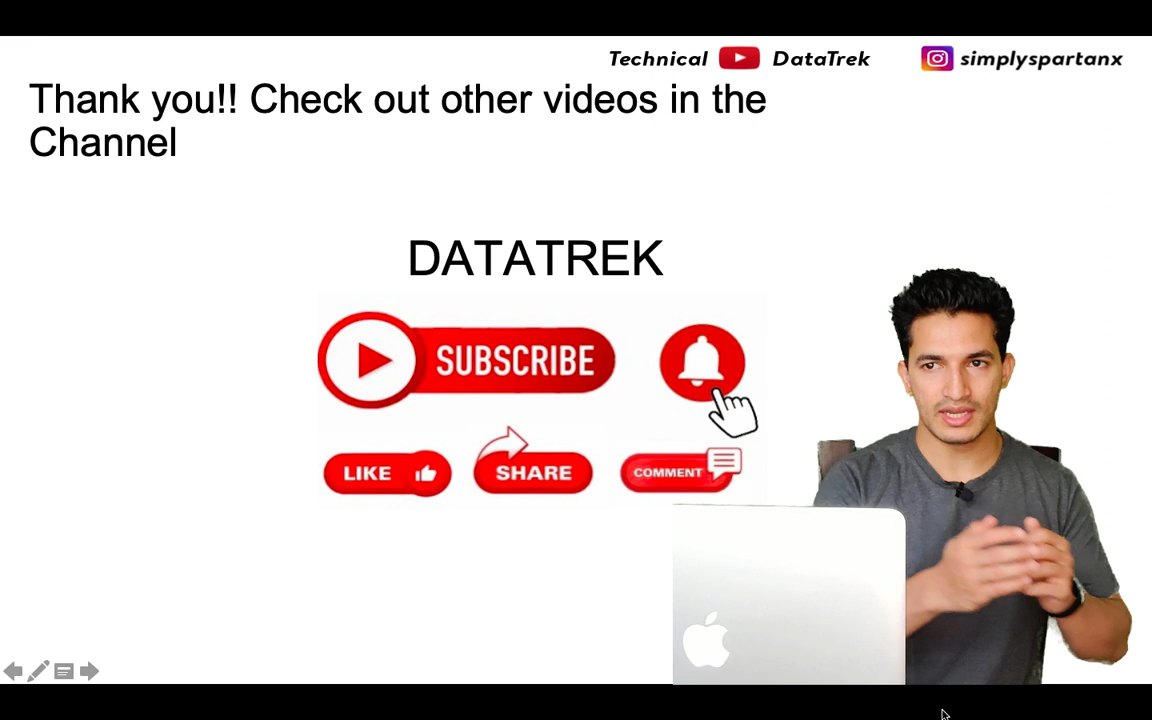 Technical DataTrek simplyspartanx
Thank you!! Check out other videos in the
Channel
DATATREK
SUBSCRIBE
LIKE SHARE COMMENT